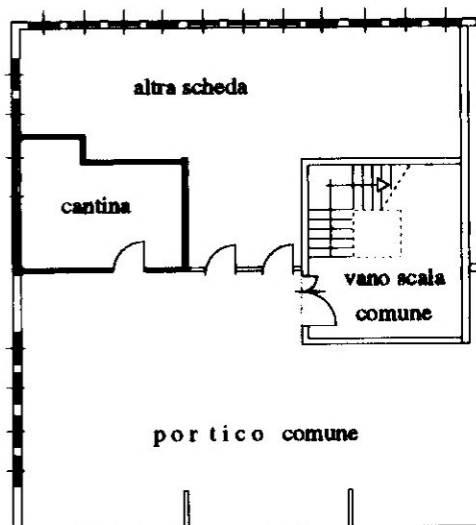 altra scheda
cantina
vano scala
comune
portico comune